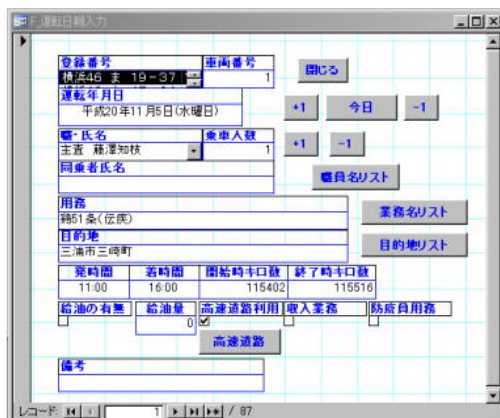 F_運転日報入力
登録番号 車両番号
横浜46 ま 19-37 1 閉じる
運転年月日
平成20年11月5日(水曜日) +1 今日 -1
職・氏名 乗車人数
主査 藤澤知枝 1 +1 -1
同乗者氏名
職員名リスト
用務
鶏51条(伝疾) 業務名リスト
目的地
三浦市三崎町 目的地リスト
発時間 着時間 開始時キロ数 終了時キロ数
11:00 16:00 115402 115516
給油の有無 給油量 高速道路利用 収入業務 防疫員用務
0
高速道路
備考
レコード: 1 / 87